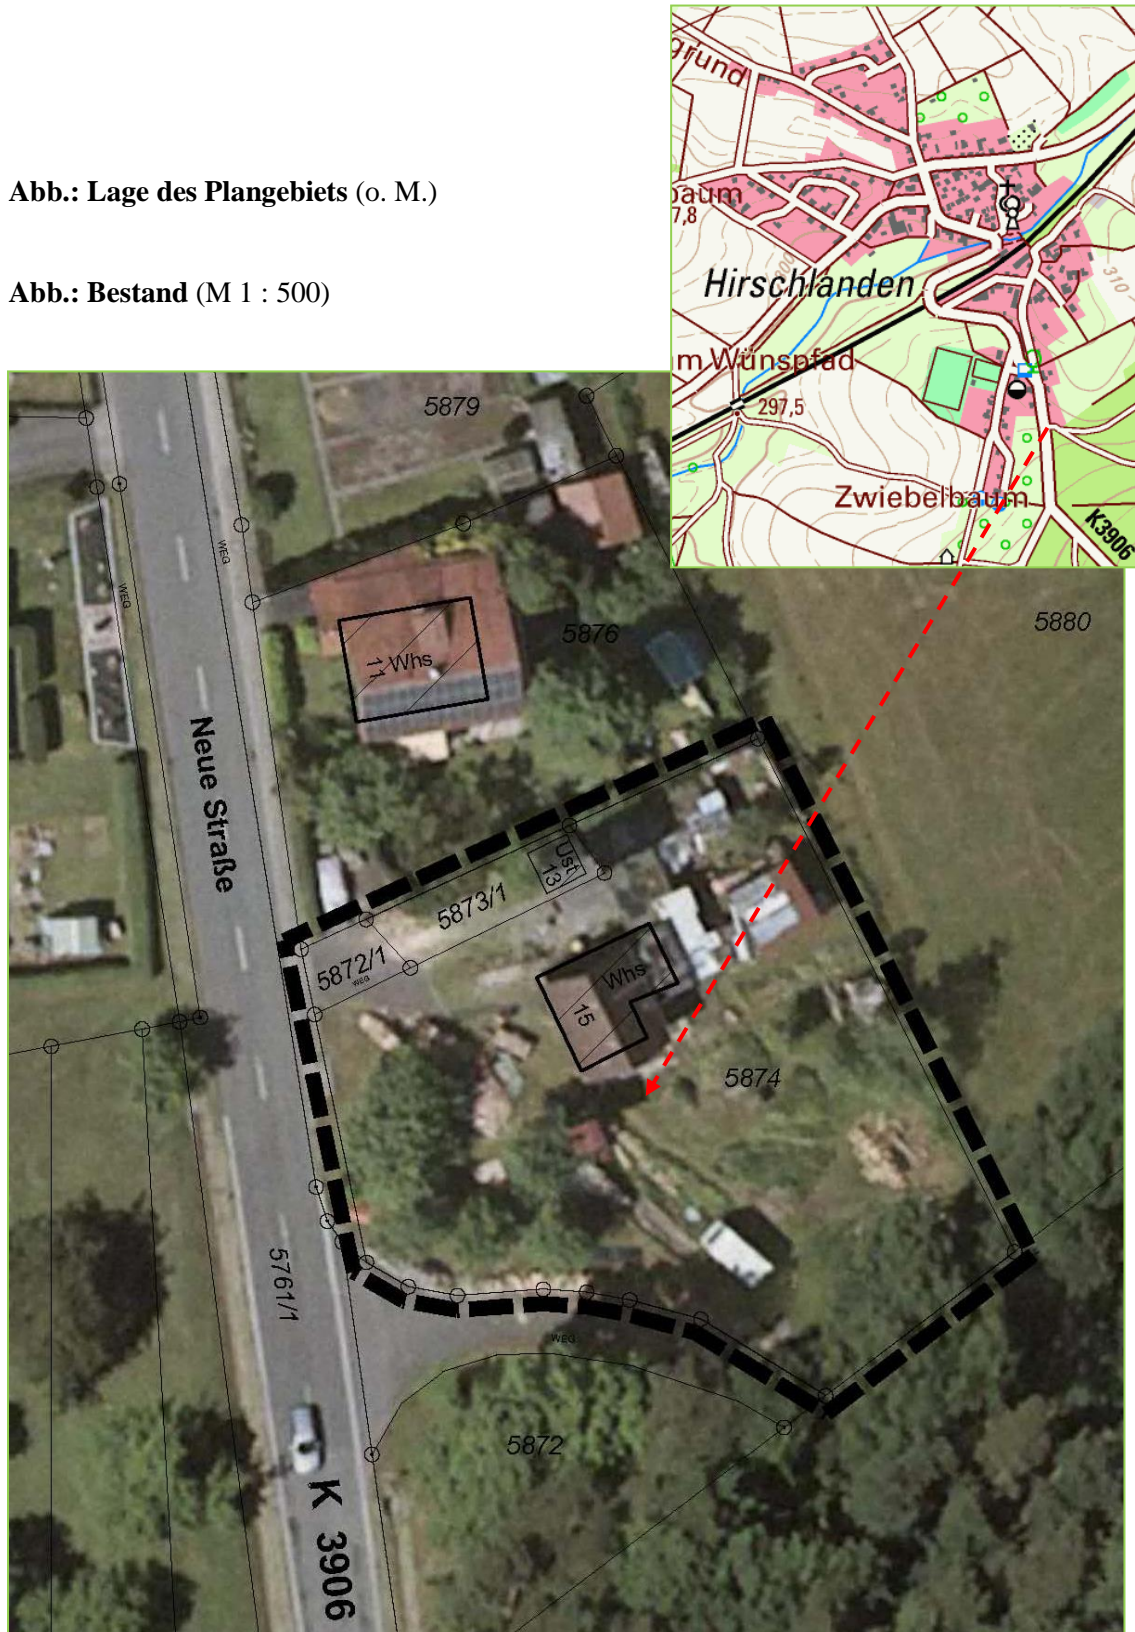 grund
Abb.: Lage des Plangebiets (o. M.)
baum
7,8
Abb.: Bestand (M 1 : 500)
Hirschlanden
310
m Wünspfad
297,5
Zwiebelbaum
K3906
5879
WEG
WEG
5876
5880
11 Whs
Neue Straße
Ust
13
5873/1
5872/1
WEG
Whs
15
5874
5761/1
WEG
5872
K 3906